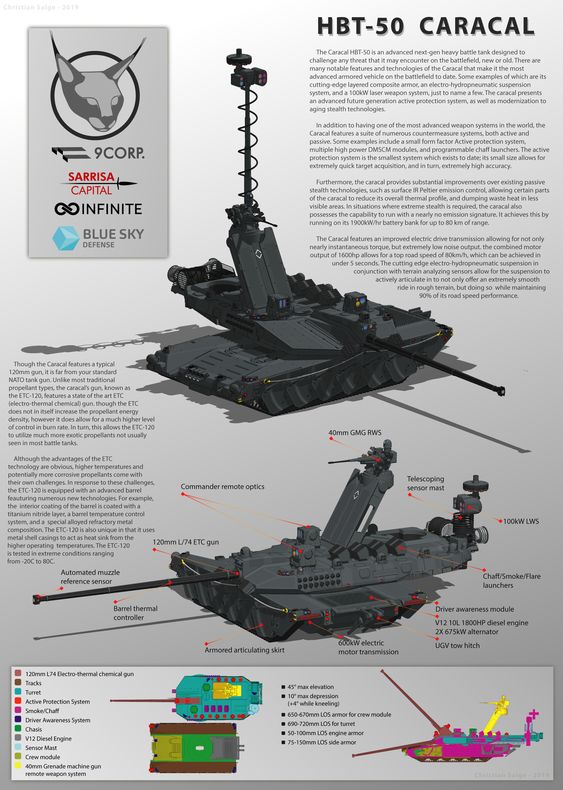 Christian Salge - 2019
HBT-50 CARACAL
9CORP.
SARRISA
CAPITAL
INFINITE
BLUE SKY
DEFENSE
The Caracal HBT-50 is an advanced next-gen heavy battle tank designed to
challenge any threat that it may encounter on the battlefield, new or old. There are
many notable features and technologies of the Caracal that make it the most
advanced armored vehicle on the battlefield to date. Some examples of which are its
cutting-edge layered composite armor, an electro-hydropneumatic suspension
system, and a 100kW laser weapon system, just to name a few. The caracal presents
an advanced future generation active protection system, as well as modernization to
aging stealth technologies.
In addition to having one of the most advanced weapon systems in the world, the
Caracal features a suite of numerous countermeasure systems, both active and
passive. Some examples include a small form factor Active protection system,
multiple high power DMSCM modules, and programmable chaff launchers. The active
protection system is the smallest system which exists to date; its small size allows for
extremely quick target acquisition, and in turn, extremely high accuracy.
Furthermore, the caracal provides substantial improvements over existing passive
stealth technologies, such as surface IR Peltier emission control, allowing certain parts
of the caracal to reduce its overall thermal profile, and dumping waste heat in less
visible areas. In situations where extreme stealth is required, the caracal also
possesses the capability to run with a nearly no emission signature. It achieves this by
running on its 1900kW/hr battery bank for up to 80 km of range.
The Caracal features an improved electric drive transmission allowing for not only
nearly instantaneous torque, but extremely low noise output. the combined motor
output of 1600hp allows for a top road speed of 80km/h, which can be achieved in
under 5 seconds. The cutting edge electro-hydropneumatic suspension in
conjunction with terrain analyzing sensors allow for the suspension to
actively articulate in to not only offer an extremely smooth
ride in rough terrain, but doing so while maintaining
90% of its road speed performance.
Though the Caracal features a typical
120mm gun, it is far from your standard
NATO tank gun. Unlike most traditional
propellant types, the caracal's gun, known as
the ETC-120, features a state of the art ETC
(electro-thermal chemical) gun. though the ETC
does not in itself increase the propellant energy
density, however it does allow for a much higher level
of control in burn rate. In turn, this allows the ETC-120
to utilize much more exotic propellants not usually
seen in most battle tanks.
Although the advantages of the ETC
technology are obvious, higher temperatures and
potentially more corrosive propellants come with
their own challenges. In response to these challenges,
the ETC-120 is equipped with an advanced barrel
feautuing numerous new technologies. For example,
the interior coating of the barrel is coated with a
titanium nitride layer, a barrel temperature control
system, and a special alloyed refractory metal
composition. The ETC-120 is also unique in that it uses
metal shell casings to act as heat sink from the
higher operating temperatures. The ETC-120
is tested in extreme conditions ranging
from -20C to 80C.
40mm GMG RWS
Commander remote optics
Telescoping
sensor mast
100kW LWS
120mm L/74 ETC gun
Chaff/Smoke/Flare
launchers
Automated muzzle
reference sensor
Barrel thermal
controller
Driver awareness module
V12 10L 1800HP diesel engine
2X 675kW alternator
UGV tow hitch
600kW electric
motor transmission
Armored articulating skirt
120mm L74 Electro-thermal chemical gun
Tracks
Turret
Active Protection System
Smoke/Chaff
Driver Awareness System
Chasis
V12 Diesel Engine
Sensor Mast
Crew module
40mm Grenade machine gun
remote weapon system
45° max elevation
10° max depression
(+4° while kneeling)
650-670mm LOS armor for crew module
690-720mm LOS for turret
50-100mm LOS engine armor
75-150mm LOS side armor
Christian Salge - 2019